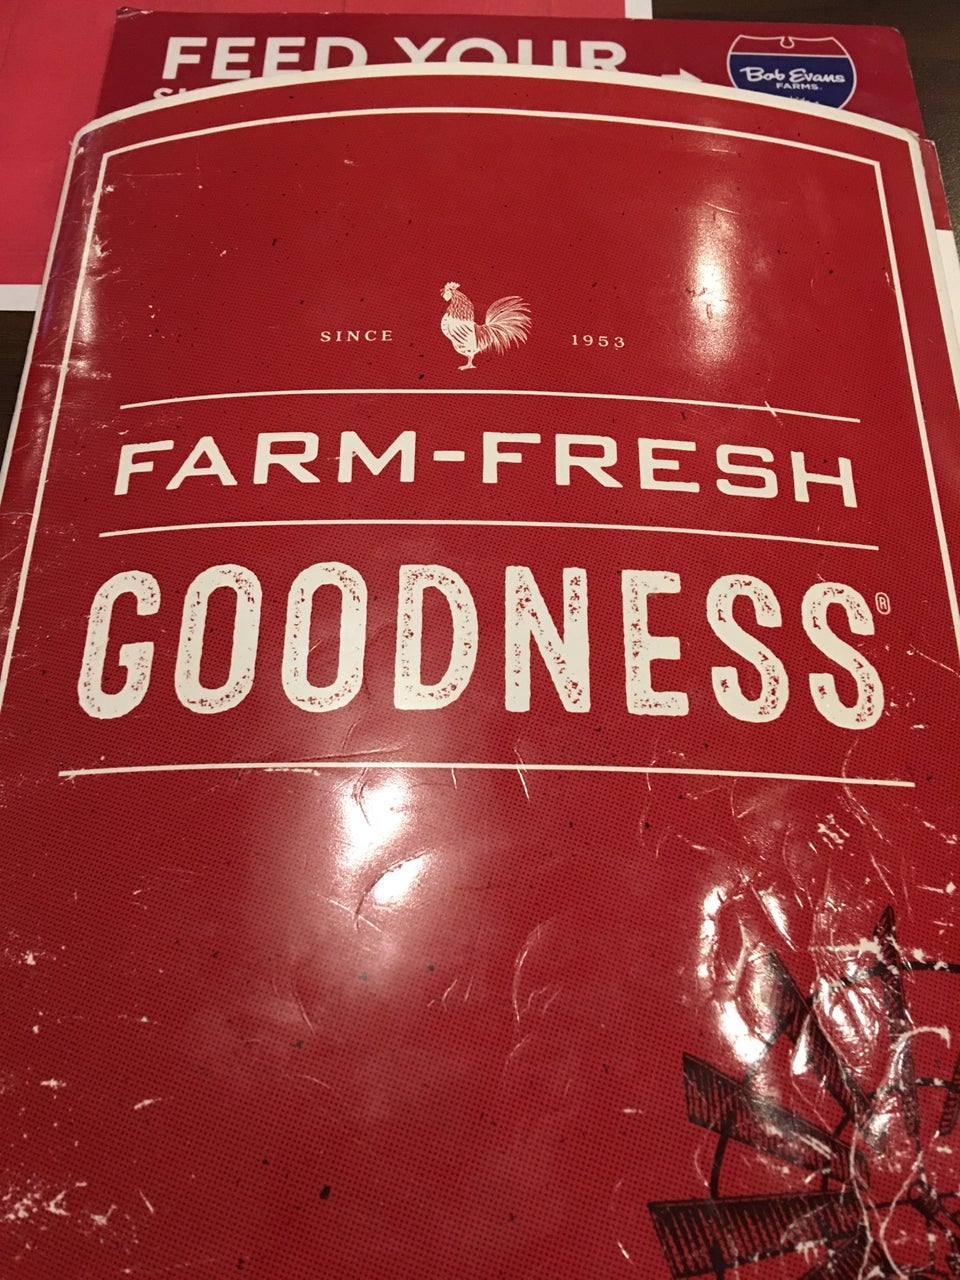 FEED YOUR
Bob Evans
FARMS
SINCE 1953
FARM-FRESH
GOODNESS®